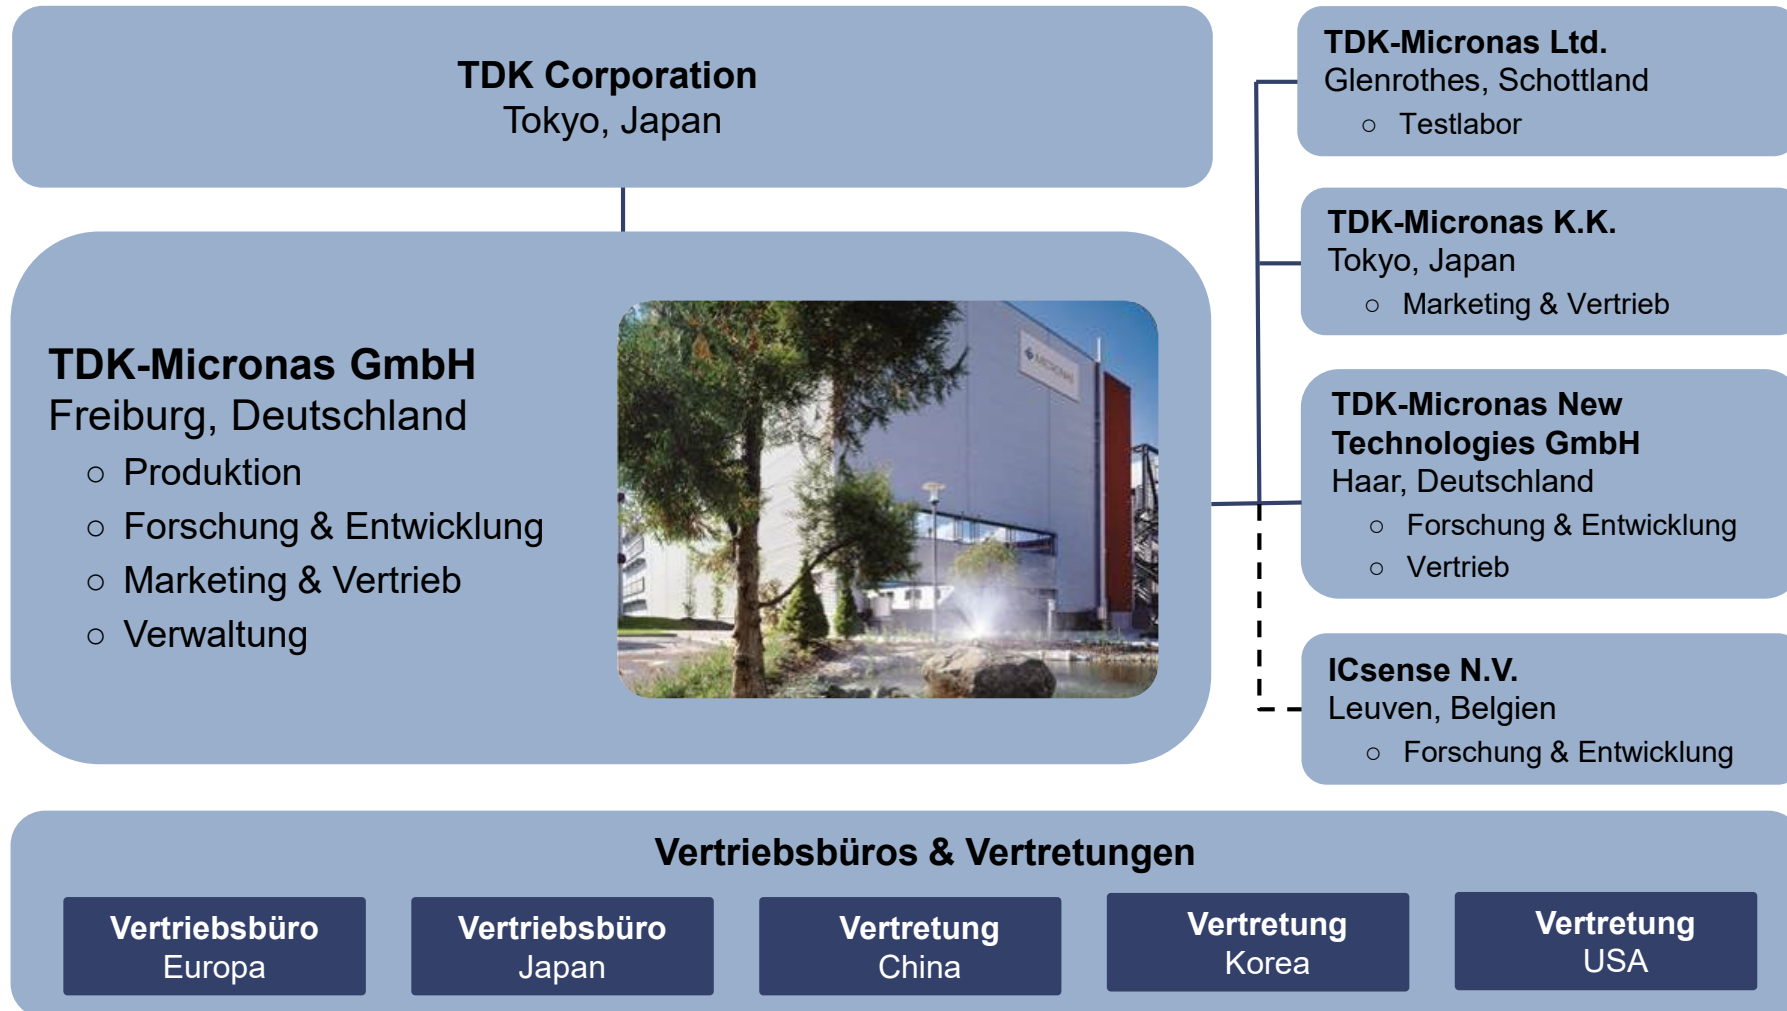 TDK Corporation
Tokyo, Japan
TDK-Micronas GmbH
Freiburg, Deutschland
○ Produktion
○ Forschung & Entwicklung
○ Marketing & Vertrieb
○ Verwaltung
MICRONAS
TDK-Micronas Ltd.
Glenrothes, Schottland
○ Testlabor
TDK-Micronas K.K.
Tokyo, Japan
○ Marketing & Vertrieb
TDK-Micronas New
Technologies GmbH
Haar, Deutschland
○ Forschung & Entwicklung
○ Vertrieb
ICsense N.V.
Leuven, Belgien
○ Forschung & Entwicklung
Vertriebsbüros & Vertretungen
Vertriebsbüro
Europa
Vertriebsbüro
Japan
Vertretung
China
Vertretung
Korea
Vertretung
USA